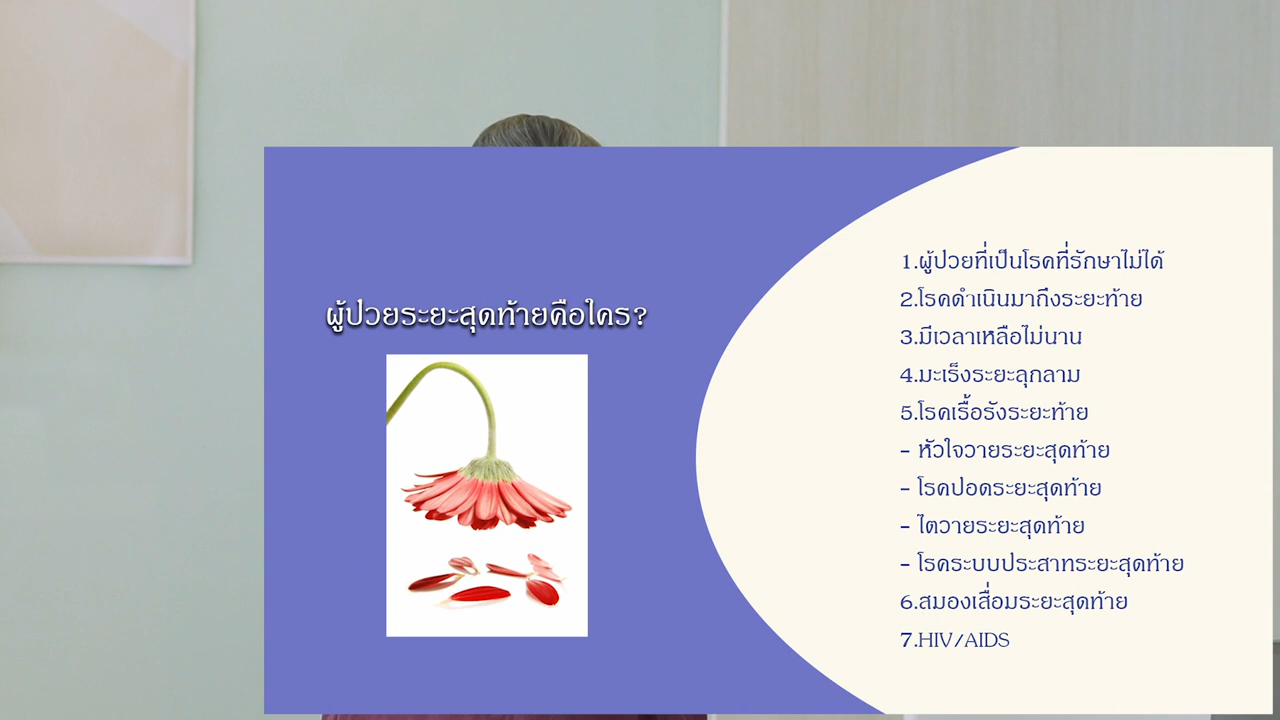 ผู้ป่วยระยะสุดท้ายคือใคร?
1.ผู้ป่วยที่เป็นโรคที่รักษาไม่ได้
2.โรคดำเนินมาถึงระยะท้าย
3.มีเวลาเหลือไม่นาน
4.มะเร็งระยะลุกลาม
5.โรคเรื้อรังระยะท้าย
- หัวใจวายระยะสุดท้าย
- โรคปอดระยะสุดท้าย
- ไตวายระยะสุดท้าย
- โรคระบบประสาทระยะสุดท้าย
6.สมองเสื่อมระยะสุดท้าย
7.HIV/AIDS